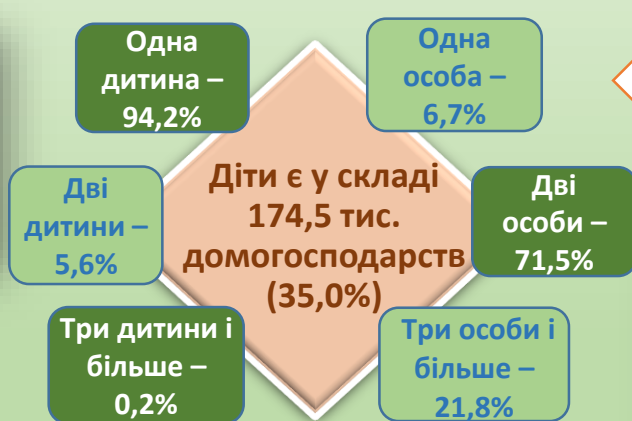 Одна
дитина –
94,2%
Одна
особа –
6,7%
Дві
дитини –
5,6%
Діти є у складі
174,5 тис.
домогосподарств
(35,0%)
Дві
особи –
71,5%
Три дитини і
більше –
0,2%
Три особи і
більше –
21,8%